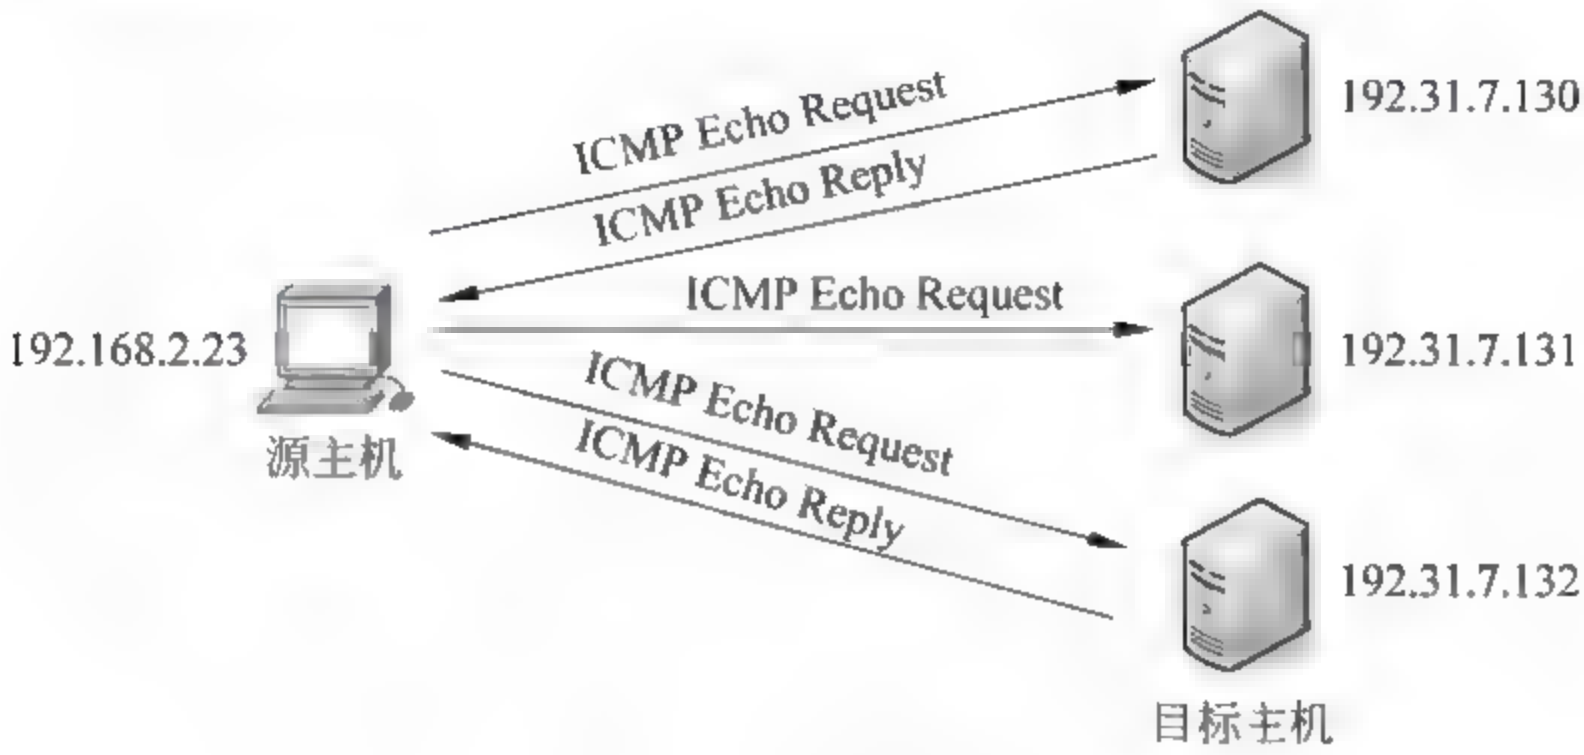 ICMP Echo Request
192.31.7.130
ICMP Echo Reply
ICMP Echo Request
192.168.2.23
192.31.7.131
源主机
ICMP Echo Request
ICMP Echo Reply
192.31.7.132
目标主机